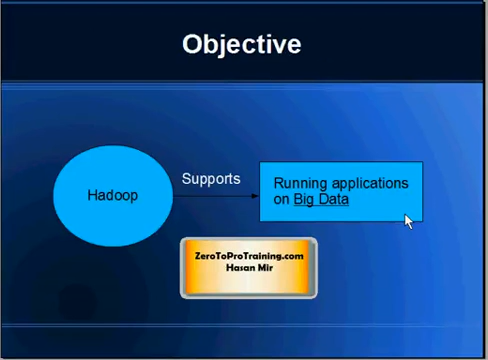 Objective
Hadoop
Supports
Running applications
on Big Data
ZeroToProTraining.com
Hasan Mir